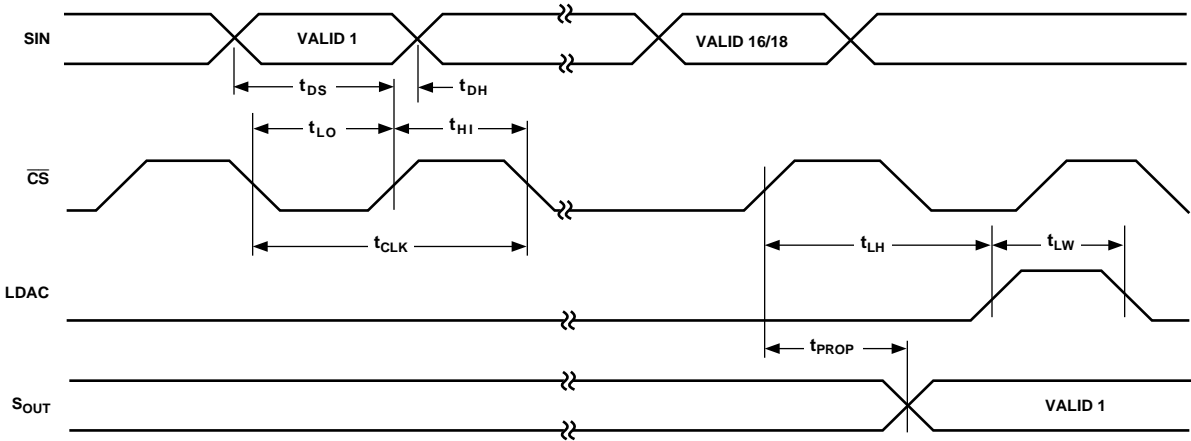 SIN
VALID 1
VALID 16/18
tDS
tDH
tLO
tHI
CS
tCLK
tLH
tLW
LDAC
tPROP
SOUT
VALID 1